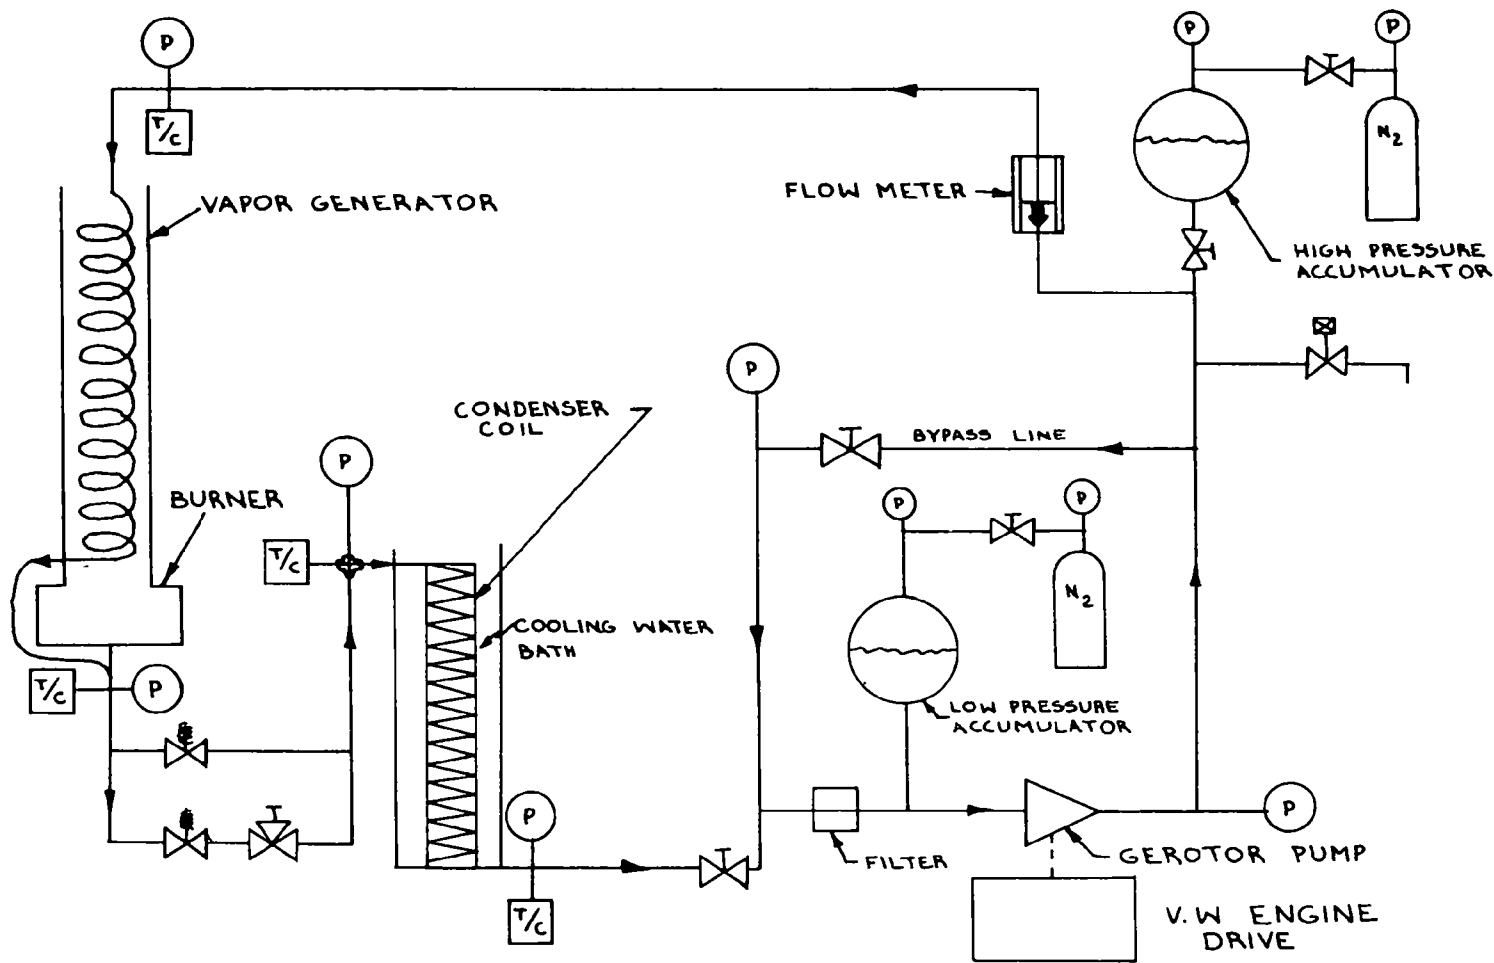 P
P
P
T/C
N2
FLOW METER
VAPOR GENERATOR
HIGH PRESSURE
ACCUMULATOR
P
CONDENSER
COIL
BYPASS LINE
P
BURNER
P
P
T/C
N2
COOLING WATER
BATH
T/C
P
LOW PRESSURE
ACCUMULATOR
P
P
FILTER
GEROTOR PUMP
T/C
V.W ENGINE
DRIVE